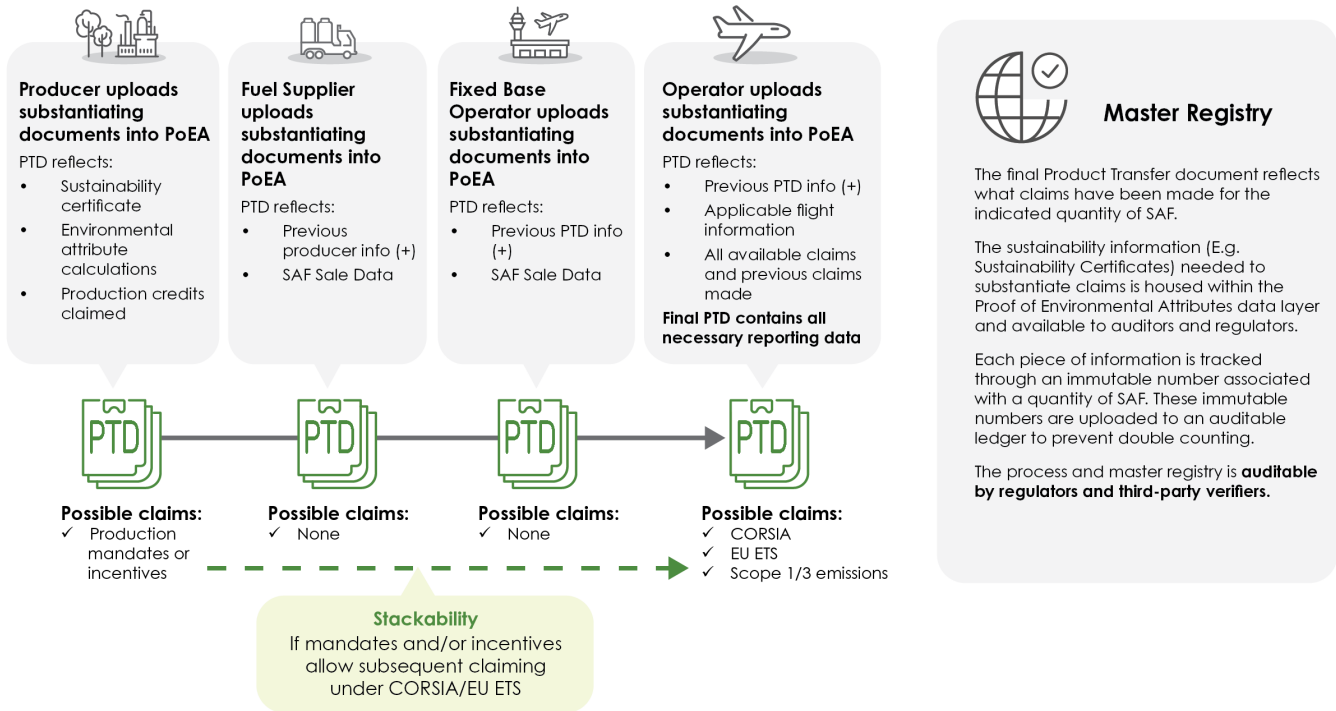 Producer uploads
substantiating
documents into PoEA
PTD reflects:
• Sustainability
certificate
• Environmental
attribute
calculations
• Production credits
claimed
Fuel Supplier
uploads
substantiating
documents into
PoEA
PTD reflects:
• Previous
producer info (+)
• SAF Sale Data
Fixed Base
Operator uploads
substantiating
documents into
PoEA
PTD reflects:
• Previous PTD info
(+)
• SAF Sale Data
Operator uploads
substantiating
documents into PoEA
PTD reflects:
• Previous PTD info (+)
• Applicable flight
information
• All available claims
and previous claims
made
Final PTD contains all
necessary reporting data
PTD
PTD
PTD
PTD
Possible claims:
✓ Production
mandates or
incentives
Possible claims:
✓ None
Possible claims:
✓ None
Possible claims:
✓ CORSIA
✓ EU ETS
✓ Scope 1/3 emissions
Stackability
If mandates and/or incentives
allow subsequent claiming
under CORSIA/EU ETS
Master Registry
The final Product Transfer document reflects
what claims have been made for the
indicated quantity of SAF.
The sustainability information (E.g.
Sustainability Certificates) needed to
substantiate claims is housed within the
Proof of Environmental Attributes data layer
and available to auditors and regulators.
Each piece of information is tracked
through an immutable number associated
with a quantity of SAF. These immutable
numbers are uploaded to an auditable
ledger to prevent double counting.
The process and master registry is auditable
by regulators and third-party verifiers.